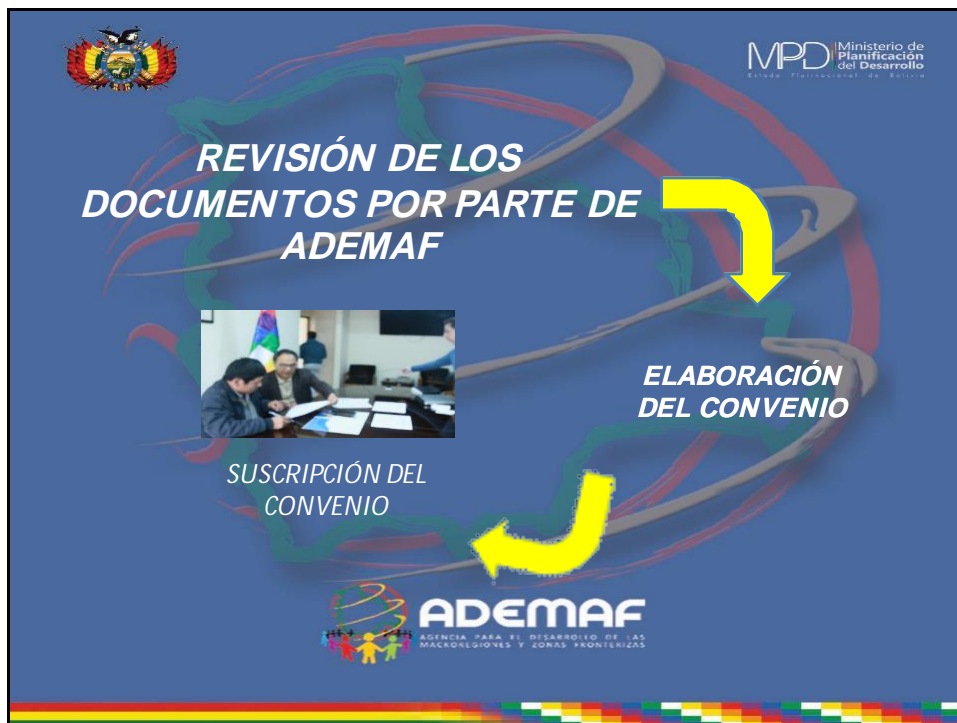 MPD Ministerio de
Planificación
del Desarrollo
Estado Plurinacional de Bolivia
REVISIÓN DE LOS
DOCUMENTOS POR PARTE DE
ADEMAF
ELABORACIÓN
DEL CONVENIO
SUSCRIPCIÓN DEL
CONVENIO
ADEMAF
AGENCIA PARA EL DESARROLLO DE LAS
MACROREGIONES Y ZONAS FRONTERIZAS